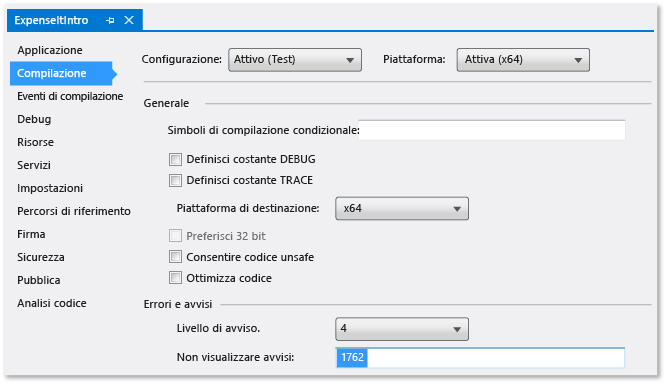 ExpenseItIntro
Applicazione
Compilazione
Eventi di compilazione
Debug
Risorse
Servizi
Impostazioni
Percorsi di riferimento
Firma
Sicurezza
Pubblica
Analisi codice
Configurazione: Attivo (Test) Piattaforma: Attiva (x64)
Generale
Simboli di compilazione condizionale:
Definisci costante DEBUG
Definisci costante TRACE
Piattaforma di destinazione: x64
Preferisci 32 bit
Consentire codice unsafe
Ottimizza codice
Errori e avvisi
Livello di avviso. 4
Non visualizzare avvisi: 1762